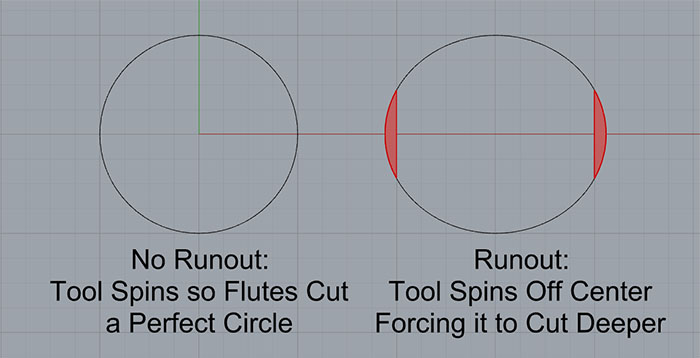 No Runout:
Tool Spins so Flutes Cut
a Perfect Circle
Runout:
Tool Spins Off Center
Forcing it to Cut Deeper